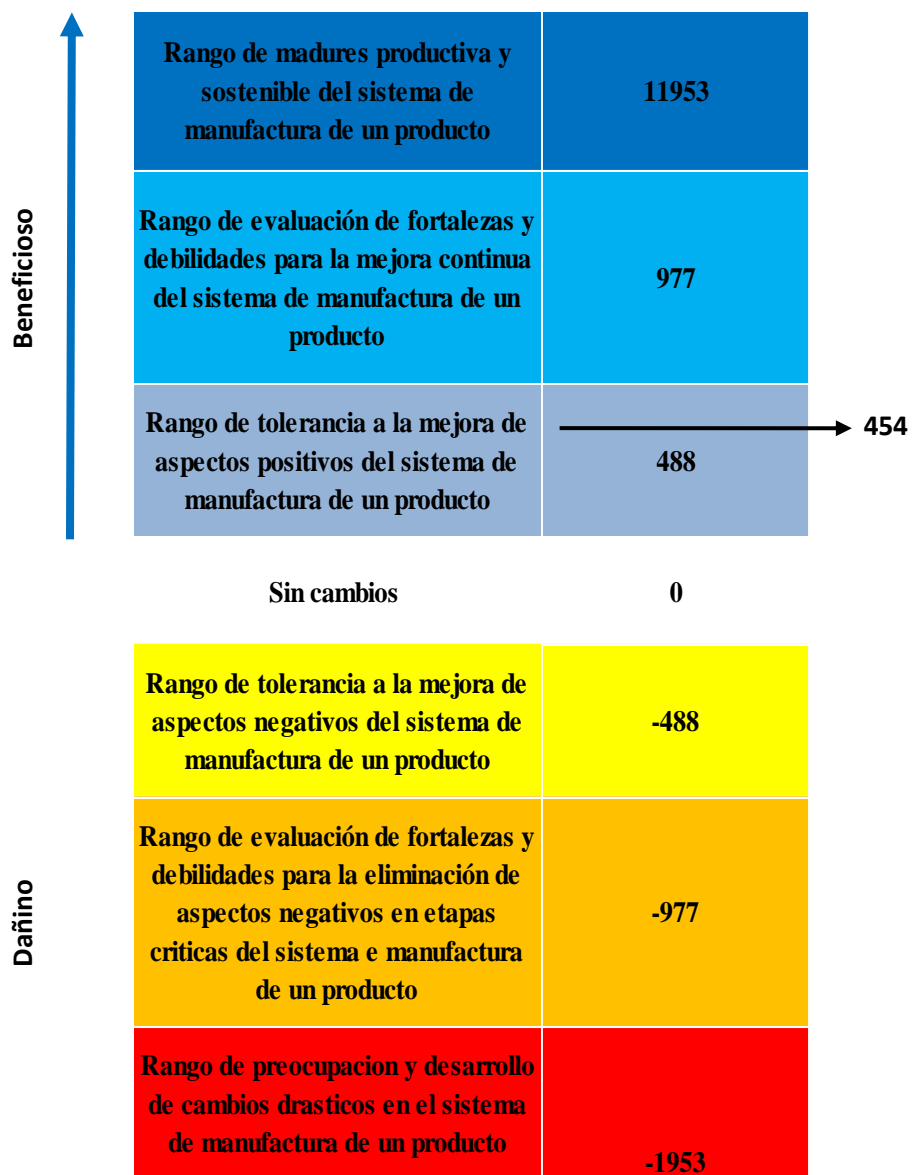 Beneficioso
Rango de madures productiva y
sostenible del sistema de
manufactura de un producto
11953
Rango de evaluación de fortalezas y
debilidades para la mejora continua
del sistema de manufactura de un
producto
977
Rango de tolerancia a la mejora de
aspectos positivos del sistema de
manufactura de un producto
488
454
Sin cambios
0
Dañino
Rango de tolerancia a la mejora de
aspectos negativos del sistema de
manufactura de un producto
-488
Rango de evaluación de fortalezas y
debilidades para la eliminación de
aspectos negativos en etapas
criticas del sistema e manufactura
de un producto
-977
Rango de preocupacion y desarrollo
de cambios drasticos en el sistema
de manufactura de un producto
-1953